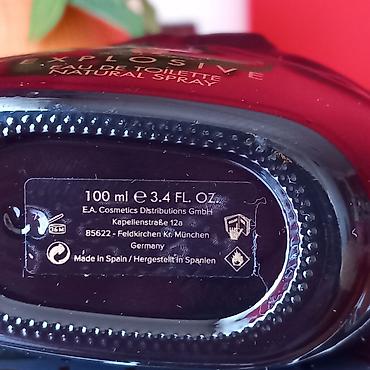 EXPLOSIVE
EAU DE TOILETTE
NATURAL SPRAY
100 ml ℮ 3.4 FL. OZ.
E.A. Cosmetics Distributions GmbH
Kapellenstraße 12a
85622 - Feldkirchen Kr. München
Germany
Made in Spain / Hergestellt in Spanien
36 M